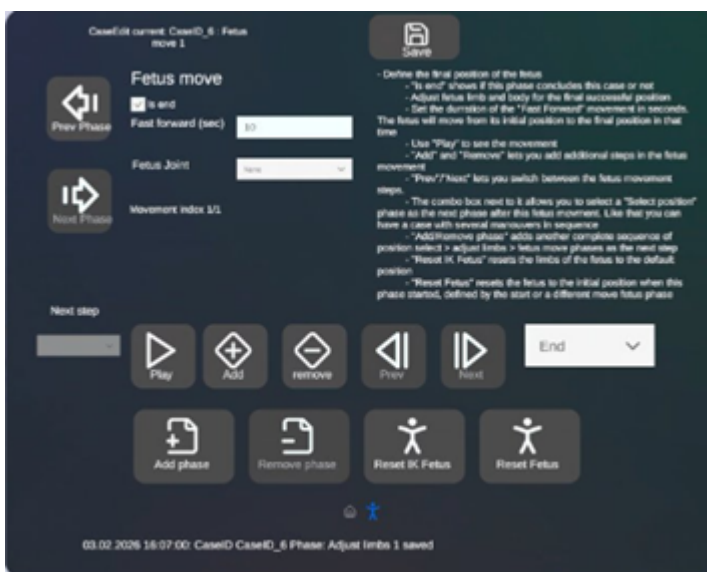 CaseEdit current: CaseID_6 : Fetus
move 1
Save
Fetus move
Is end
Prev Phase
Fast forward (sec)
10
Fetus Joint
None
Next Phase
Movement index 1/1
- Define the final position of the fetus
- "Is end" shows if this phase concludes this case or not
- Adjust fetus limb and body for the final successful position
- Set the durration of the "Fast Forward" movement in seconds.
The fetus will move from its initial position to the final position in that
time
- Use "Play" to see the movement
- "Add" and "Remove" lets you add additional steps in the fetus
movement
- "Prev"/"Next" lets you switch between the fetus movement
steps.
- The combo box next to it allows you to select a "Select position"
phase as the next phase after this fetus movment. Like that you can
have a case with several manouvers in sequence
- "Add/Remove phase" adds another complete sequence of
position select > adjust limbs > fetus move phases as the next step
- "Reset IK Fetus" resets the limbs of the fetus to the default
position
- "Reset Fetus" resets the fetus to the initial position when this
phase started, defined by the start or a different move fetus phase
Next step
Play
Add
remove
Prev
Next
End
Add phase
Remove phase
Reset IK Fetus
Reset Fetus
03.02.2026 16:07:00: CaseID CaseID_6 Phase: Adjust limbs 1 saved